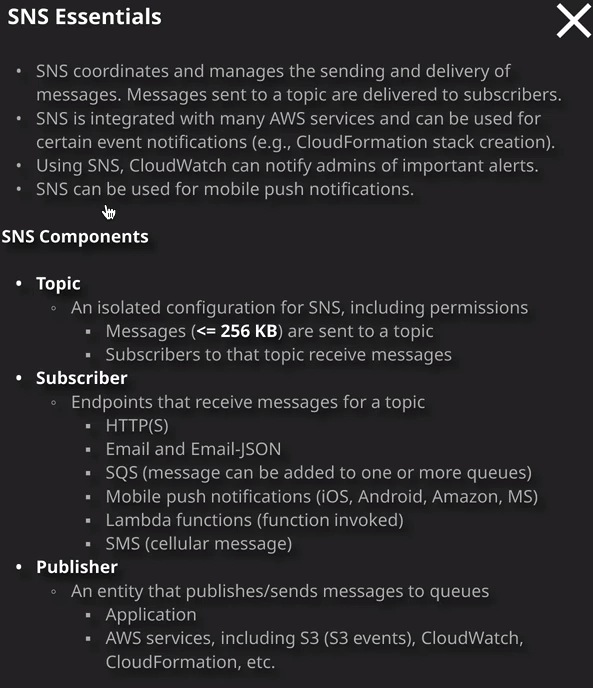 SNS Essentials
• SNS coordinates and manages the sending and delivery of
messages. Messages sent to a topic are delivered to subscribers.
• SNS is integrated with many AWS services and can be used for
certain event notifications (e.g., CloudFormation stack creation).
• Using SNS, CloudWatch can notify admins of important alerts.
• SNS can be used for mobile push notifications.
SNS Components
• Topic
◦ An isolated configuration for SNS, including permissions
▪ Messages (<= 256 KB) are sent to a topic
▪ Subscribers to that topic receive messages
• Subscriber
◦ Endpoints that receive messages for a topic
▪ HTTP(S)
▪ Email and Email-JSON
▪ SQS (message can be added to one or more queues)
▪ Mobile push notifications (iOS, Android, Amazon, MS)
▪ Lambda functions (function invoked)
▪ SMS (cellular message)
• Publisher
◦ An entity that publishes/sends messages to queues
▪ Application
▪ AWS services, including S3 (S3 events), CloudWatch,
CloudFormation, etc.